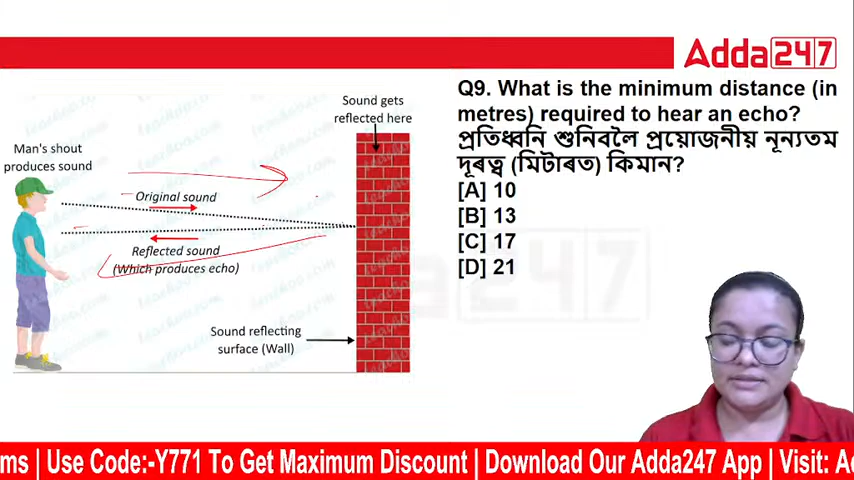 Adda247
Sound gets
reflected here
Man's shout
produces sound
Original sound
Reflected sound
(Which produces echo)
Sound reflecting
surface (Wall)
Q9. What is the minimum distance (in
metres) required to hear an echo?
প্ৰতিধ্বনি শুনিবলৈ প্ৰয়োজনীয় নূন্যতম
দূৰত্ব (মিটাৰত) কিমান?
[A] 10
[B] 13
[C] 17
[D] 21
ms | Use Code:-Y771 To Get Maximum Discount | Download Our Adda247 App | Visit: A